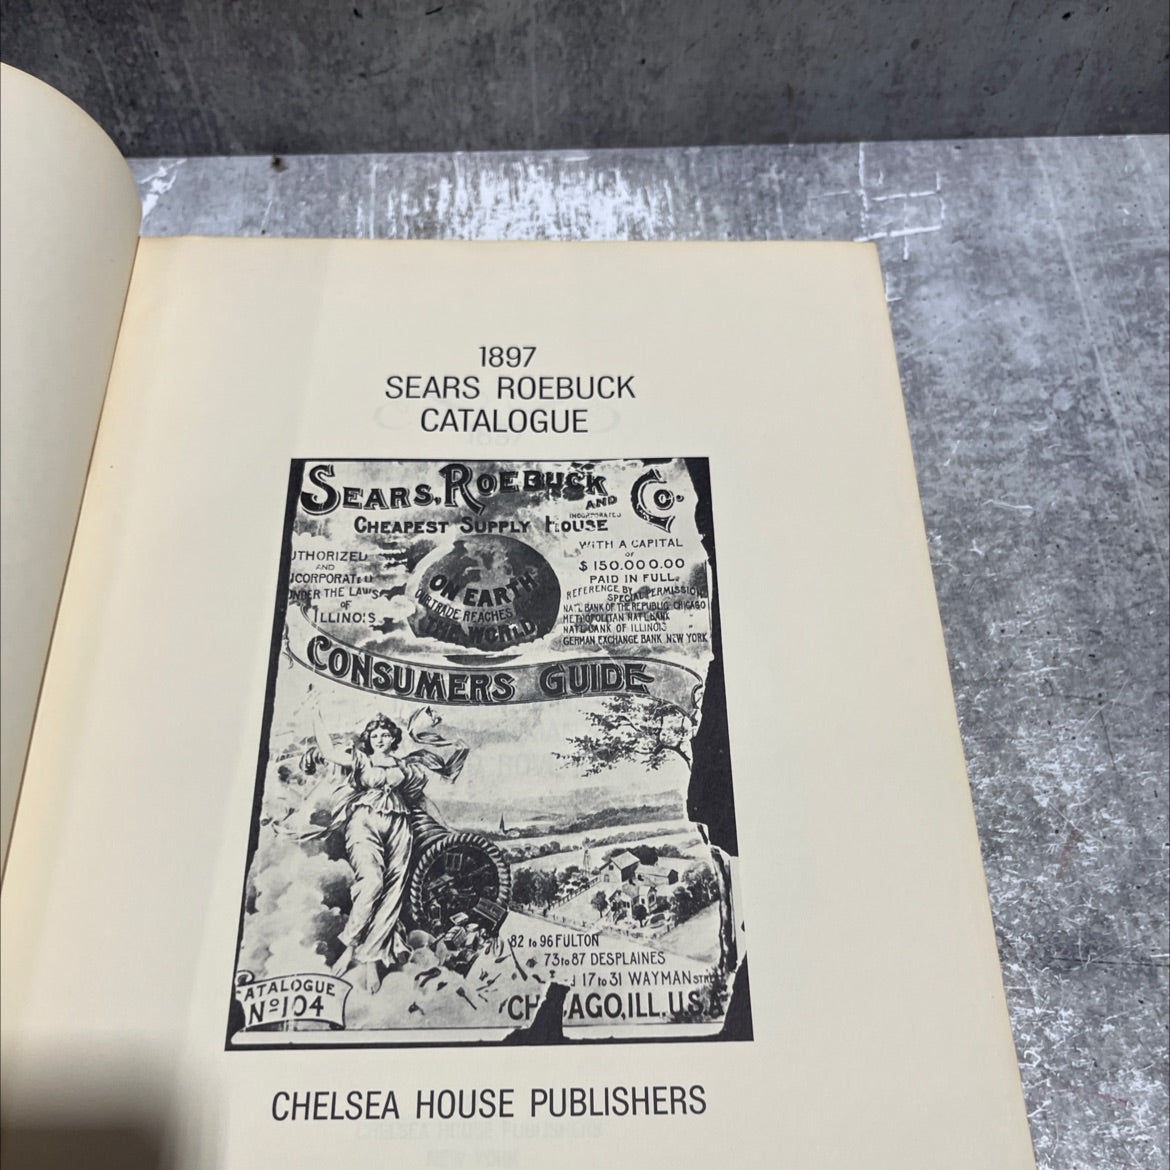 1897
SEARS ROEBUCK
CATALOGUE
SEARS, ROEBUCK AND CO.
INCORPORATED
CHEAPEST SUPPLY HOUSE
ON EARTH
OUR TRADE REACHES
THE WORLD
UTHORIZED
AND
NCORPORATED
UNDER THE LAWS
OF
ILLINOIS
WITH A CAPITAL
OF
$150.000.00
PAID IN FULL.
REFERENCE BY SPECIAL PERMISSION
NAT'L BANK OF THE REPUBLIC. CHICAGO
METROPOLITAN NAT'L BANK "
NAT'L BANK OF ILLINOIS "
GERMAN EXCHANGE BANK, NEW YORK
CONSUMERS GUIDE
82 to 96 FULTON
73 to 87 DESPLAINES
17 to 31 WAYMAN
CATALOGUE
No 104
CH AGO, ILL. U.S.A
CHELSEA HOUSE PUBLISHERS